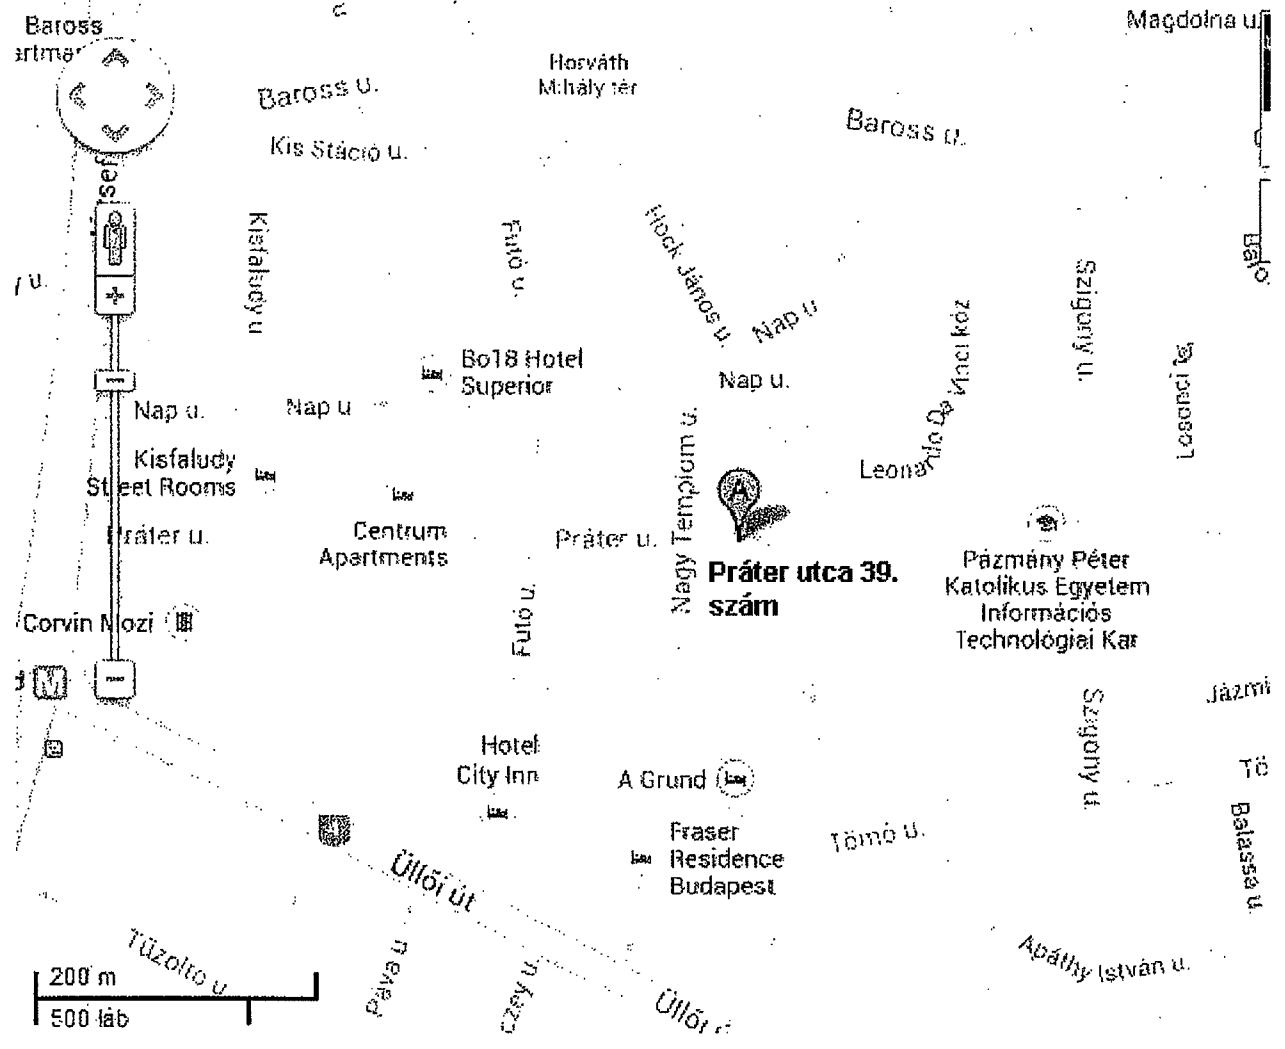 Baross
Magdolna u.
Horváth
Mihály tér
Baross u.
Baross u.
Kis Stáció u.
Kisfaludy u
Futó u.
Hock János u.
Nap u
Szigony u.
Bo18 Hotel
Superior
Nap u.
Nap u.
Nap u
Losonci
Kisfaludy
Street Rooms
Nagy Templom u.
A
Leonardo Da Vinci köz
Centrum
Apartments
Práter u.
Práter u.
Práter utca 39.
szám
Pázmány Péter
Katolikus Egyetem
Információs
Technológiai Kar
Corvin Mozi
Futó u.
M
Szigony u.
Hotel
City Inn
A Grund
4
Fraser
Residence
Budapest
Tömő u.
Balassa u.
Üllői út
Tűzoltó u.
Páva u
Apáthy István u.
Üllői
200 m
500 láb